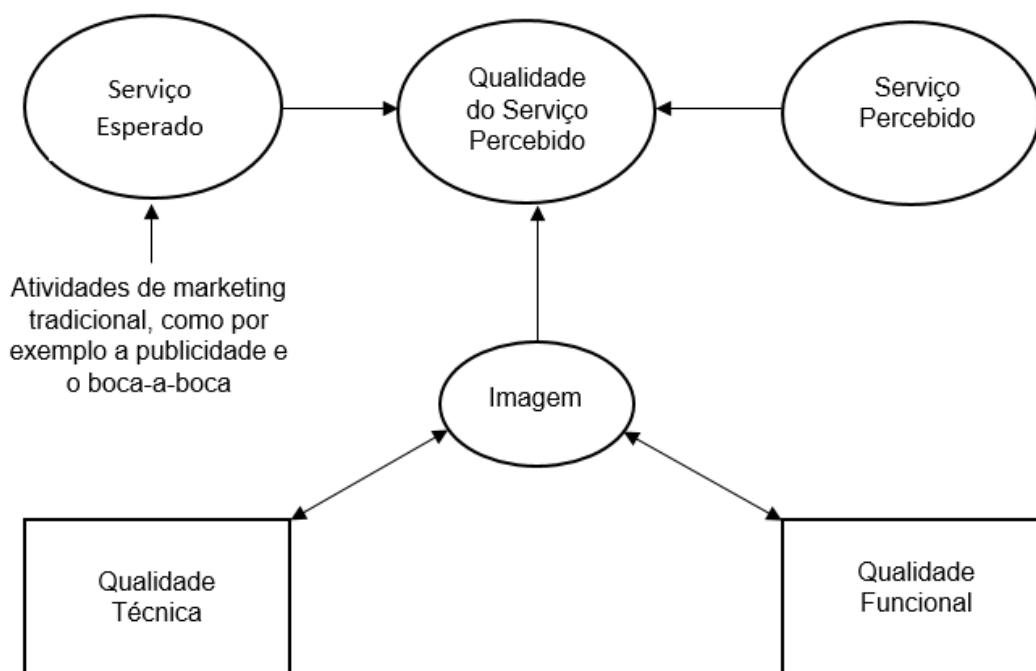 Serviço
Esperado
Qualidade
do Serviço
Percebido
Serviço
Percebido
Atividades de marketing
tradicional, como por
exemplo a publicidade e
o boca-a-boca
Imagem
Qualidade
Técnica
Qualidade
Funcional